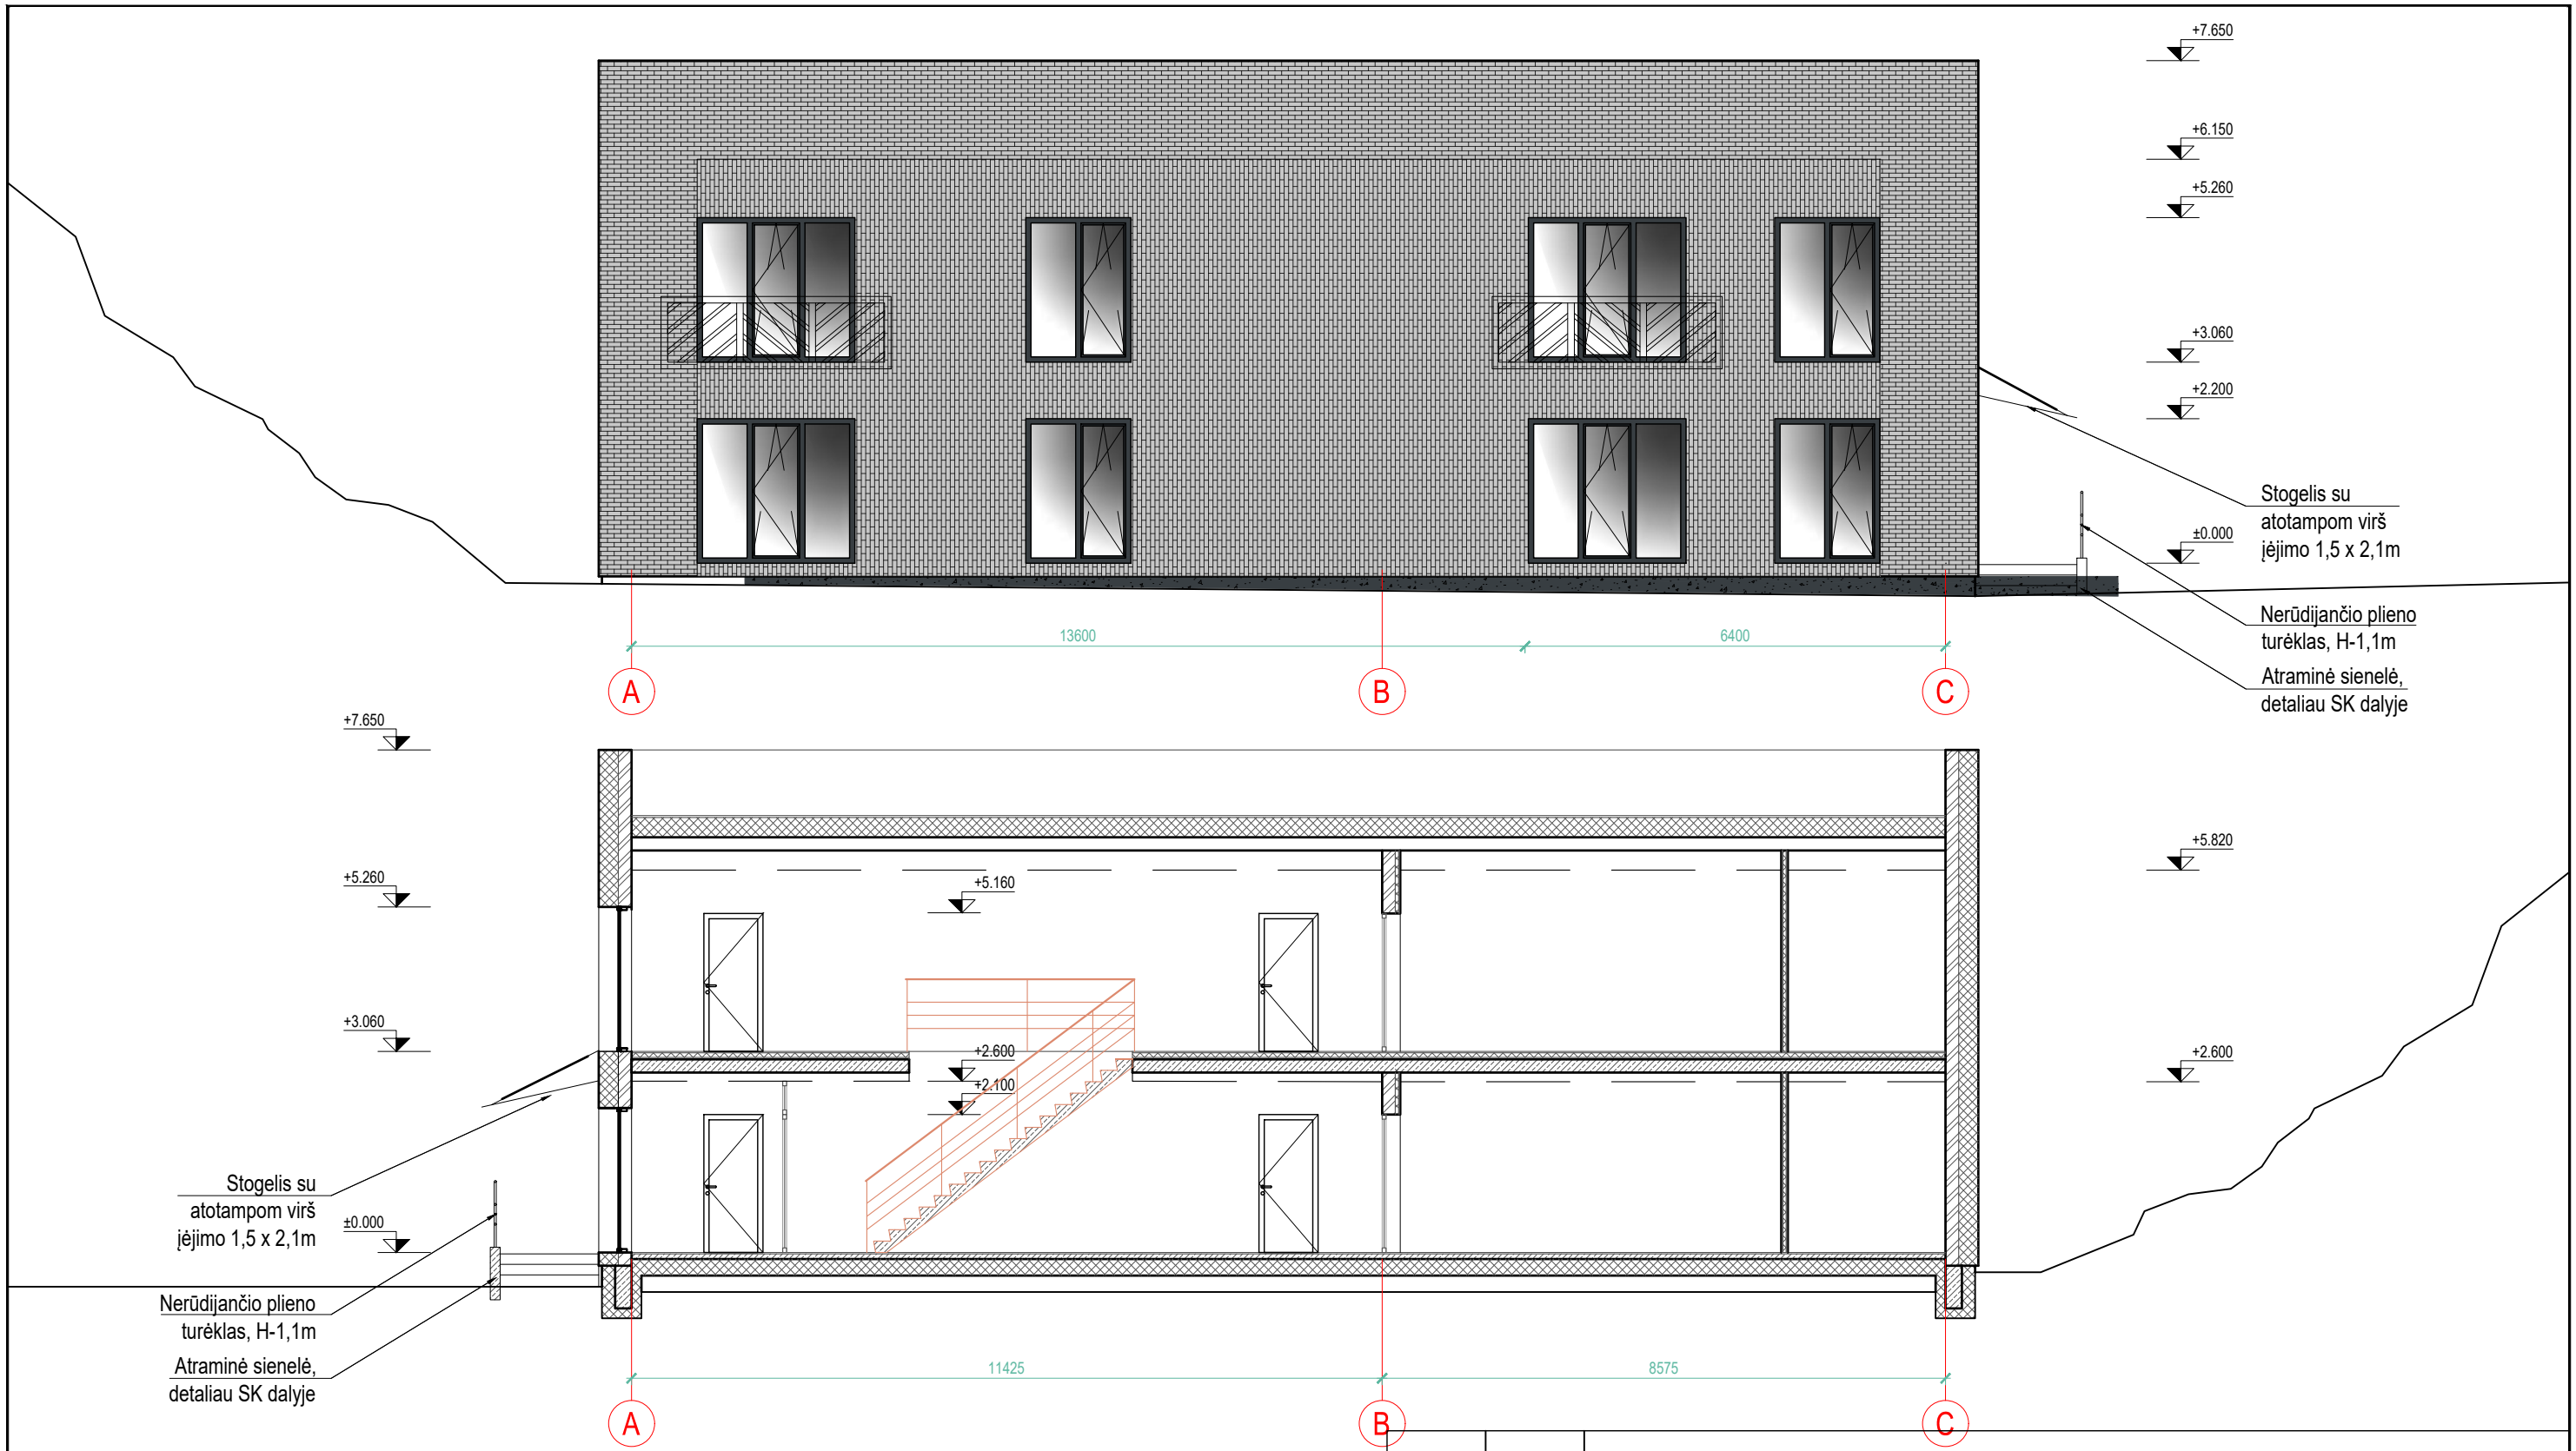 +7.650
+6.150
+5.260
+3.060
+2.200
±0.000
Stogelis su
atotampom virš
įėjimo 1,5 x 2,1m
Nerūdijančio plieno
turėklas, H-1,1m
Atraminė sienelė,
detaliau SK dalyje
13600
6400
A
B
C
+7.650
+5.260
+3.060
±0.000
+5.160
+2.600
+2.100
+5.820
+2.600
Stogelis su
atotampom virš
įėjimo 1,5 x 2,1m
Nerūdijančio plieno
turėklas, H-1,1m
Atraminė sienelė,
detaliau SK dalyje
11425
8575
A
B
C